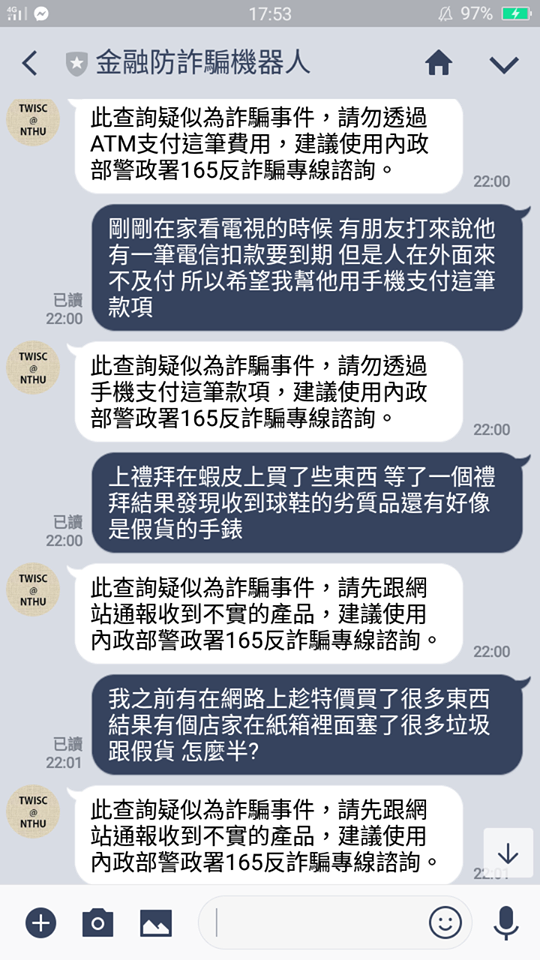 4G 17:53 97%
金融防詐騙機器人
TWISC
@
NTHU
此查詢疑似為詐騙事件，請勿透過
ATM支付這筆費用，建議使用內政
部警政署165反詐騙專線諮詢。
22:00
剛剛在家看電視的時候 有朋友打來說他
有一筆電信扣款要到期 但是人在外面來
不及付 所以希望我幫他用手機支付這筆
款項
已讀
22:00
TWISC
@
NTHU
此查詢疑似為詐騙事件，請勿透過
手機支付這筆款項，建議使用內政
部警政署165反詐騙專線諮詢。
22:00
上禮拜在蝦皮上買了些東西 等了一個禮
拜結果發現收到球鞋的劣質品還有好像
是假貨的手錶
已讀
22:00
TWISC
@
NTHU
此查詢疑似為詐騙事件，請先跟網
站通報收到不實的產品，建議使用
內政部警政署165反詐騙專線諮詢。
22:00
我之前有在網路上趁特價買了很多東西
結果有個店家在紙箱裡面塞了很多垃圾
跟假貨 怎麼半?
已讀
22:01
TWISC
@
NTHU
此查詢疑似為詐騙事件，請先跟網
站通報收到不實的產品，建議使用
內政部警政署165反詐騙專線諮詢。
22:01